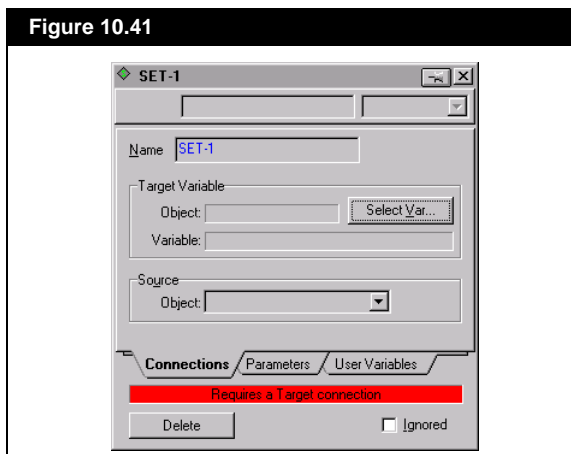 Figure 10.41
SET-1
Name SET-1
Target Variable
Object: Select Var...
Variable:
Source
Object:
Connections Parameters User Variables
Requires a Target connection
Delete Ignored